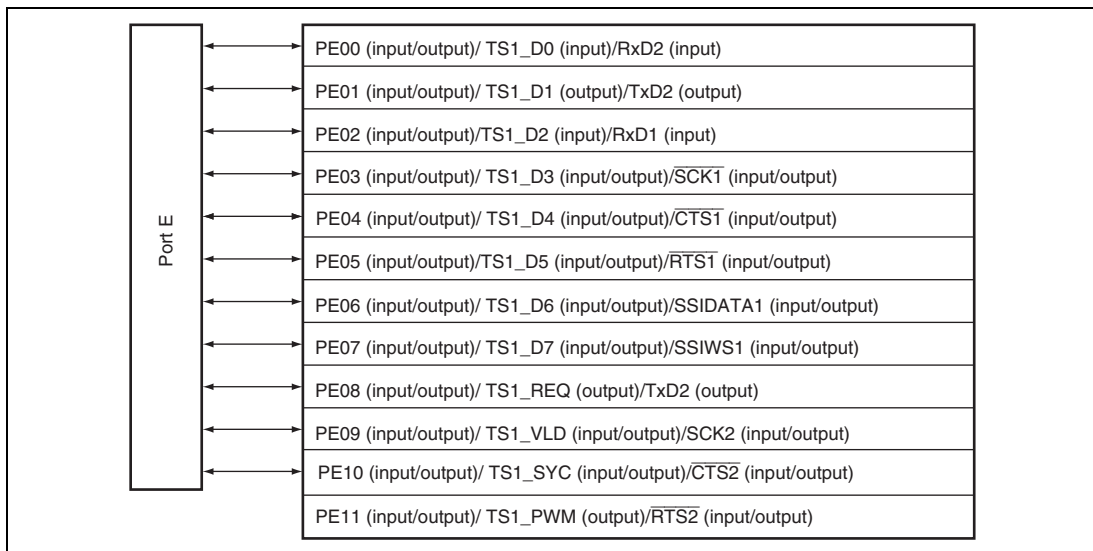 Port E
PE00 (input/output)/ TS1_D0 (input)/RxD2 (input)
PE01 (input/output)/ TS1_D1 (output)/TxD2 (output)
PE02 (input/output)/TS1_D2 (input)/RxD1 (input)
PE03 (input/output)/ TS1_D3 (input/output)/S̅C̅K̅1̅ (input/output)
PE04 (input/output)/ TS1_D4 (input/output)/C̅T̅S̅1̅ (input/output)
PE05 (input/output)/TS1_D5 (input/output)/R̅T̅S̅1̅ (input/output)
PE06 (input/output)/ TS1_D6 (input/output)/SSIDATA1 (input/output)
PE07 (input/output)/ TS1_D7 (input/output)/SSIWS1 (input/output)
PE08 (input/output)/ TS1_REQ (output)/TxD2 (output)
PE09 (input/output)/ TS1_VLD (input/output)/SCK2 (input/output)
PE10 (input/output)/ TS1_SYC (input/output)/C̅T̅S̅2̅ (input/output)
PE11 (input/output)/ TS1_PWM (output)/R̅T̅S̅2̅ (input/output)